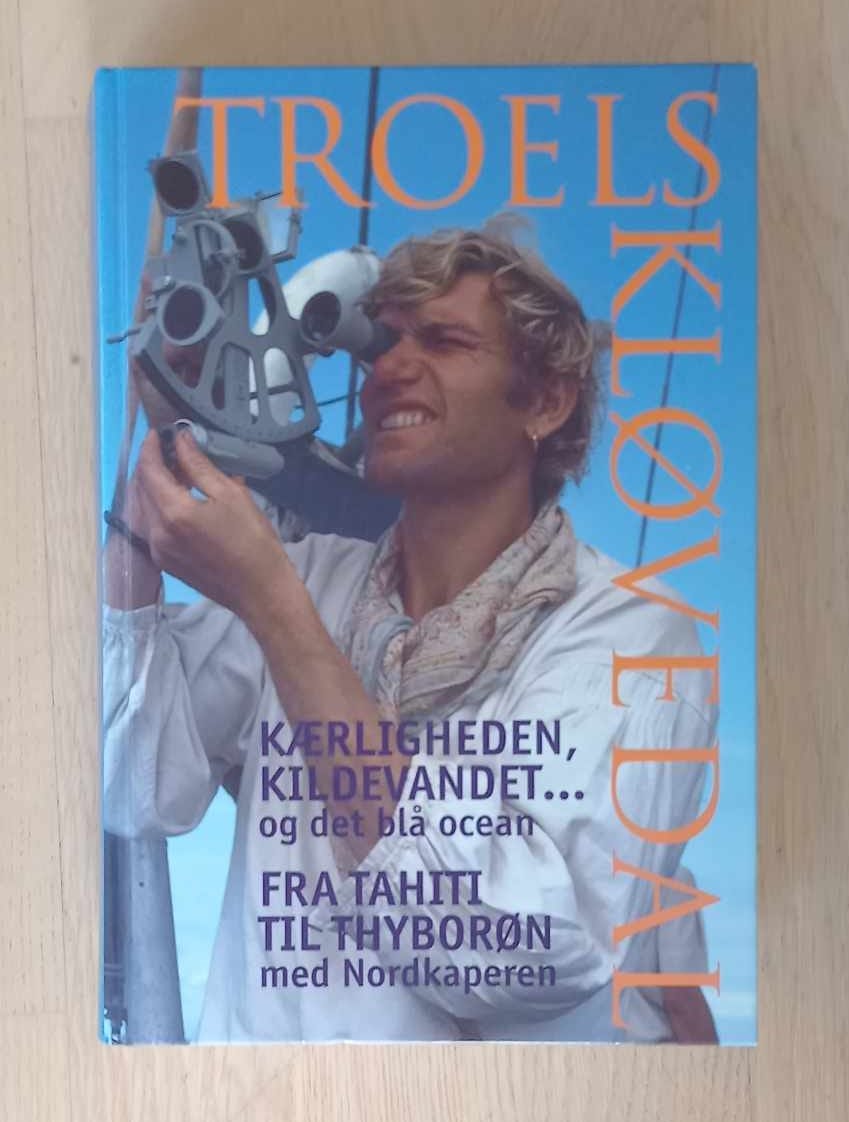 TROELS
KLØVEDAL
KÆRLIGHEDEN,
KILDEVANDET...
og det blå ocean
FRA TAHITI
TIL THYBORØN
med Nordkaperen